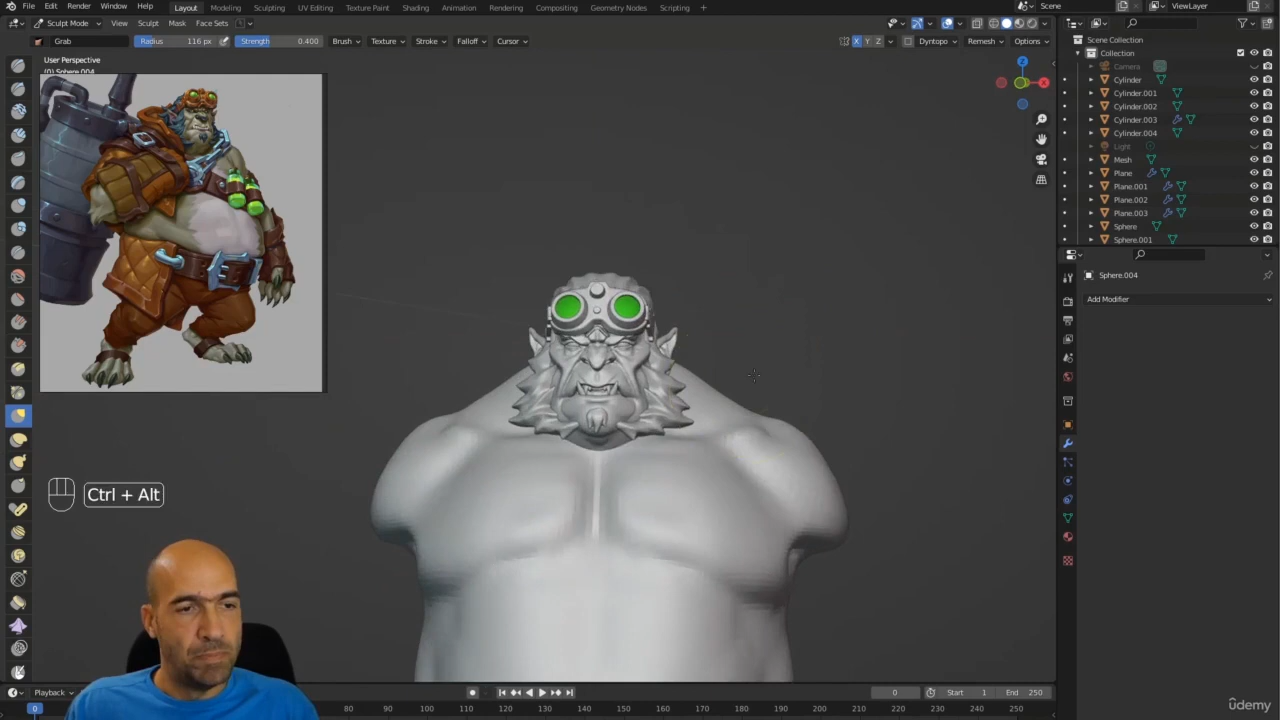 File Edit Render Window Help Layout Modeling Sculpting UV Editing Texture Paint Shading Animation Rendering Compositing Geometry Nodes Scripting + Scene ViewLayer
Sculpt Mode View Sculpt Mask Face Sets
Grab Radius 116 px Strength 0.400 Brush Texture Stroke Falloff Cursor X Y Z Dyntopo Remesh Options
User Perspective
(0) Sphere.004
Z
X
Scene Collection
Collection
Camera
Cylinder
Cylinder.001
Cylinder.002
Cylinder.003
Cylinder.004
Light
Mesh
Plane
Plane.001
Plane.002
Plane.003
Sphere
Sphere.001
Sphere.004
Add Modifier
Ctrl + Alt
Playback 0 Start 1 End 250
0 80 90 100 110 120 130 140 150 160 170 180 190 200 210 220 230 240 250
ûdemy